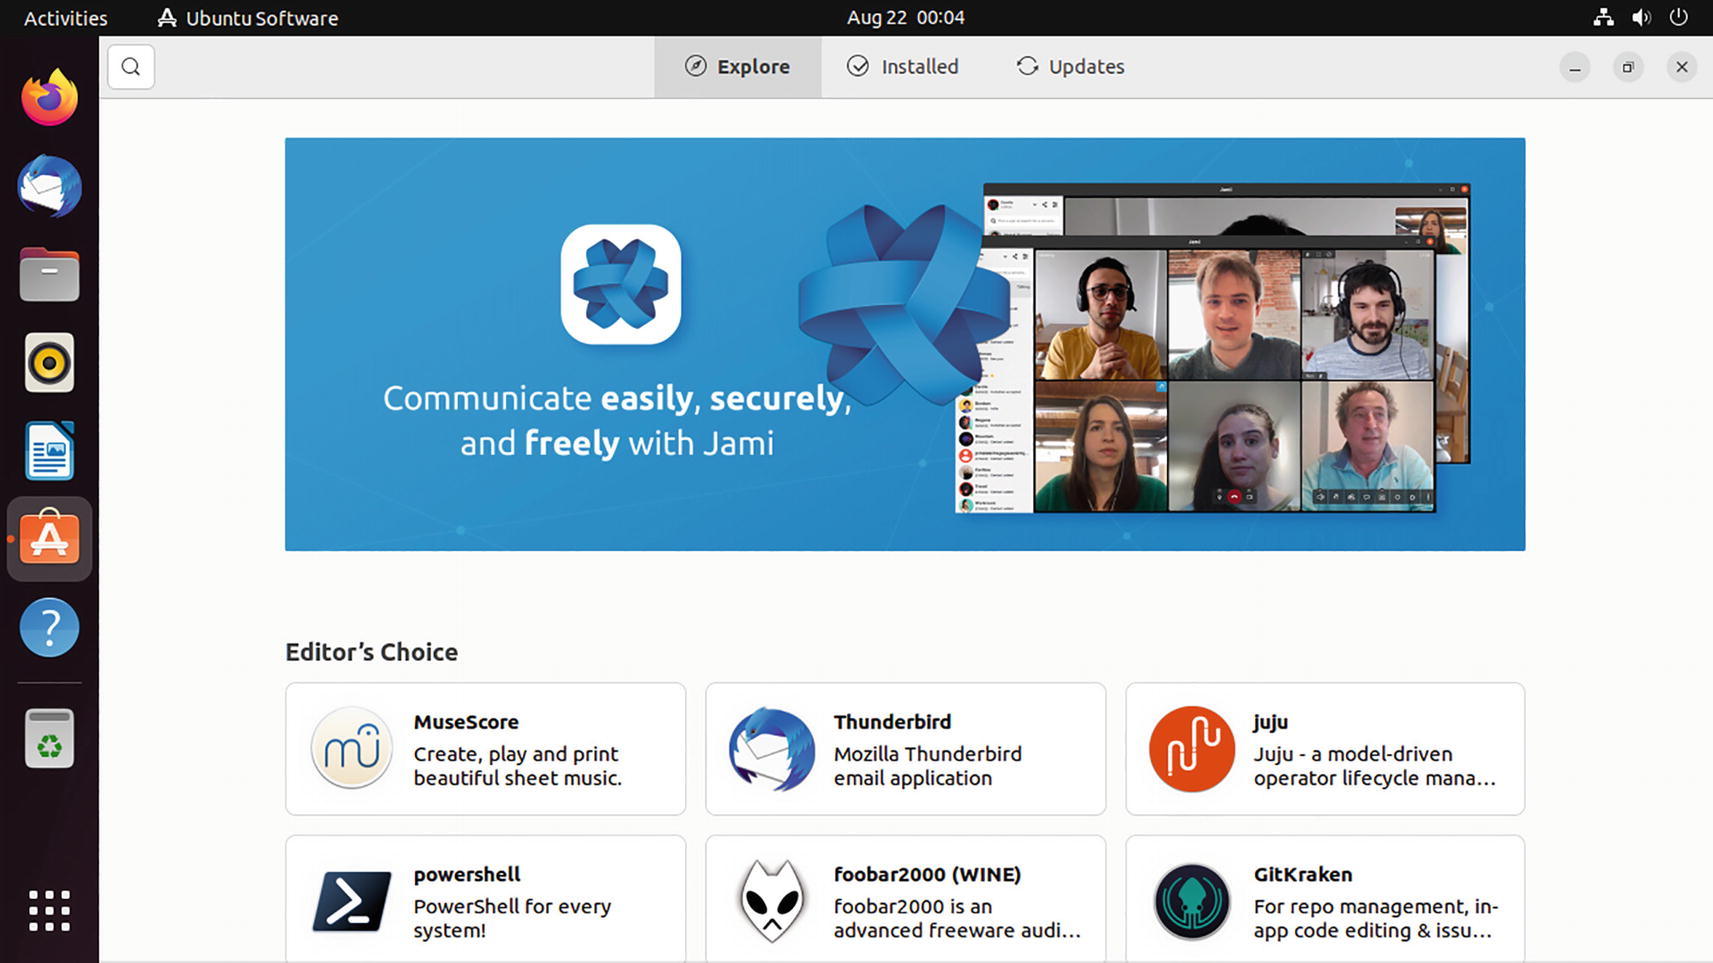 Activities
Ubuntu Software
Aug 22 00:04
Explore
Installed
Updates
Jami
Jami
Communicate easily, securely,
and freely with Jami
Editor’s Choice
MuseScore
Create, play and print
beautiful sheet music.
Thunderbird
Mozilla Thunderbird
email application
juju
Juju - a model-driven
operator lifecycle mana...
powershell
PowerShell for every
system!
foobar2000 (WINE)
foobar2000 is an
advanced freeware audi...
GitKraken
For repo management, in-
app code editing & issu...